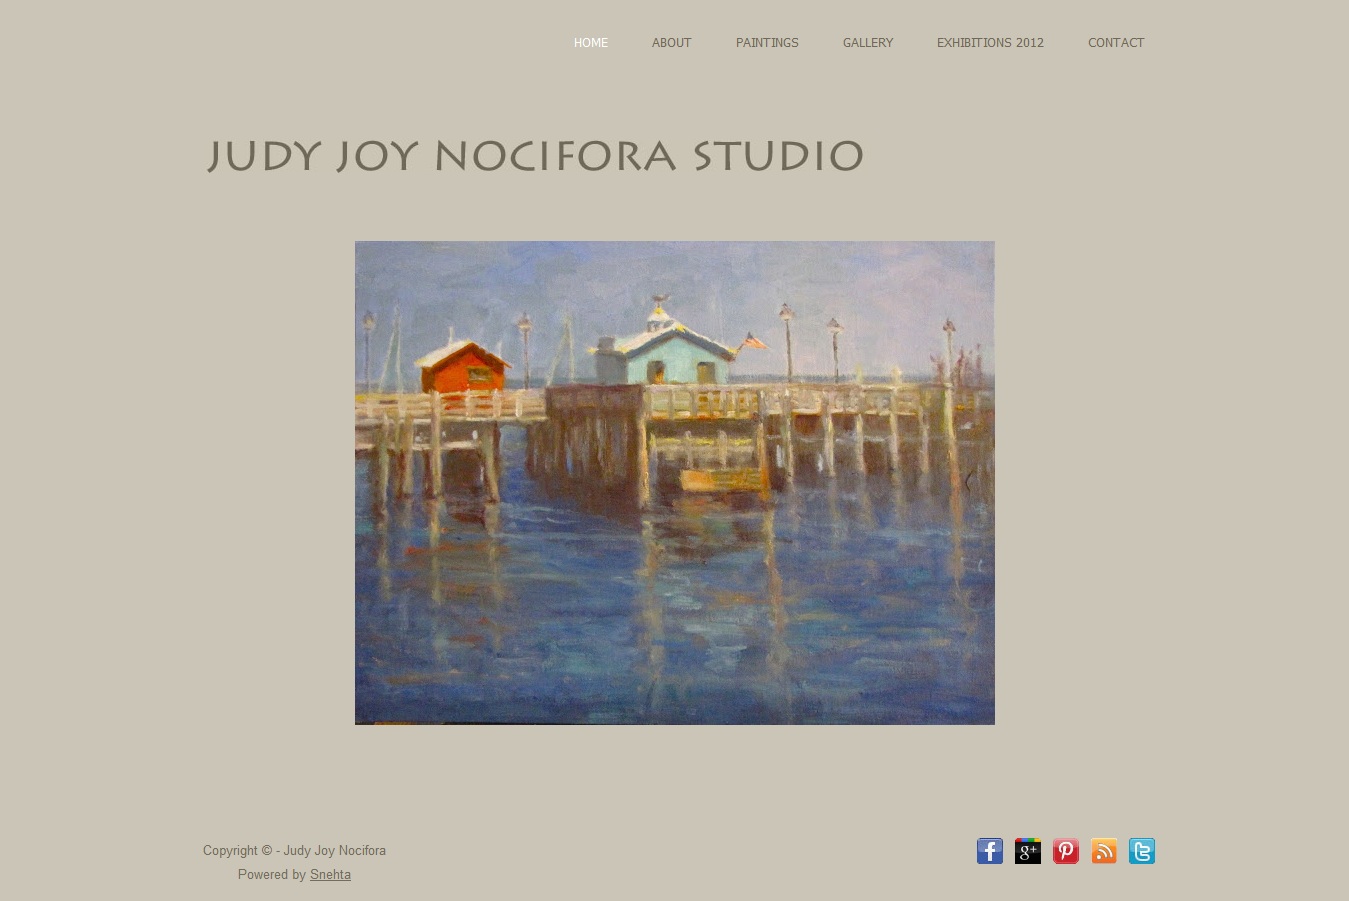 HOME ABOUT PAINTINGS GALLERY EXHIBITIONS 2012 CONTACT
JUDY JOY NOCIFORA STUDIO
Copyright © - Judy Joy Nocifora
Powered by Snehta